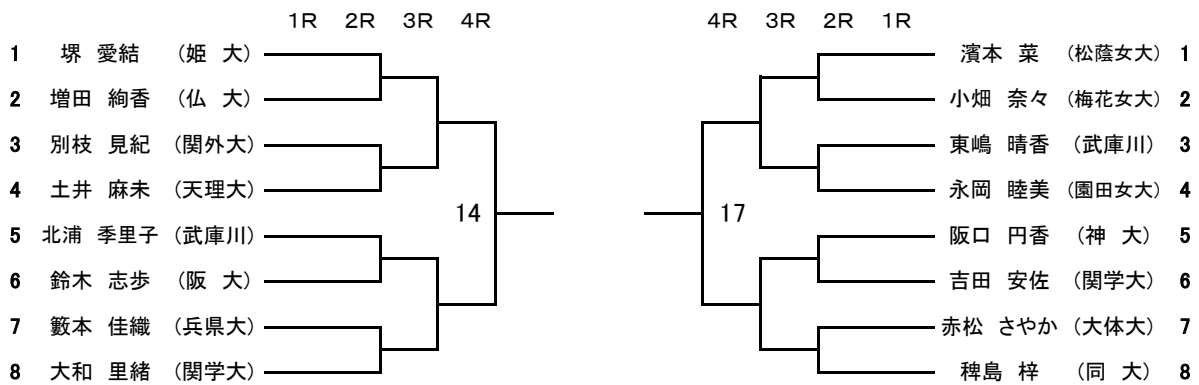 1R 2R 3R 4R
1 堺 愛結 (姫 大)
2 増田 絢香 (仏 大)
3 別枝 見紀 (関外大)
4 土井 麻未 (天理大)
14
5 北浦 季里子 (武庫川)
6 鈴木 志歩 (阪 大)
7 籔本 佳織 (兵県大)
8 大和 里緒 (関学大)
4R 3R 2R 1R
濱本 菜 (松蔭女大) 1
小畑 奈々 (梅花女大) 2
東嶋 晴香 (武庫川) 3
永岡 睦美 (園田女大) 4
17
阪口 円香 (神 大) 5
吉田 安佐 (関学大) 6
赤松 さやか (大体大) 7
稗島 梓 (同 大) 8